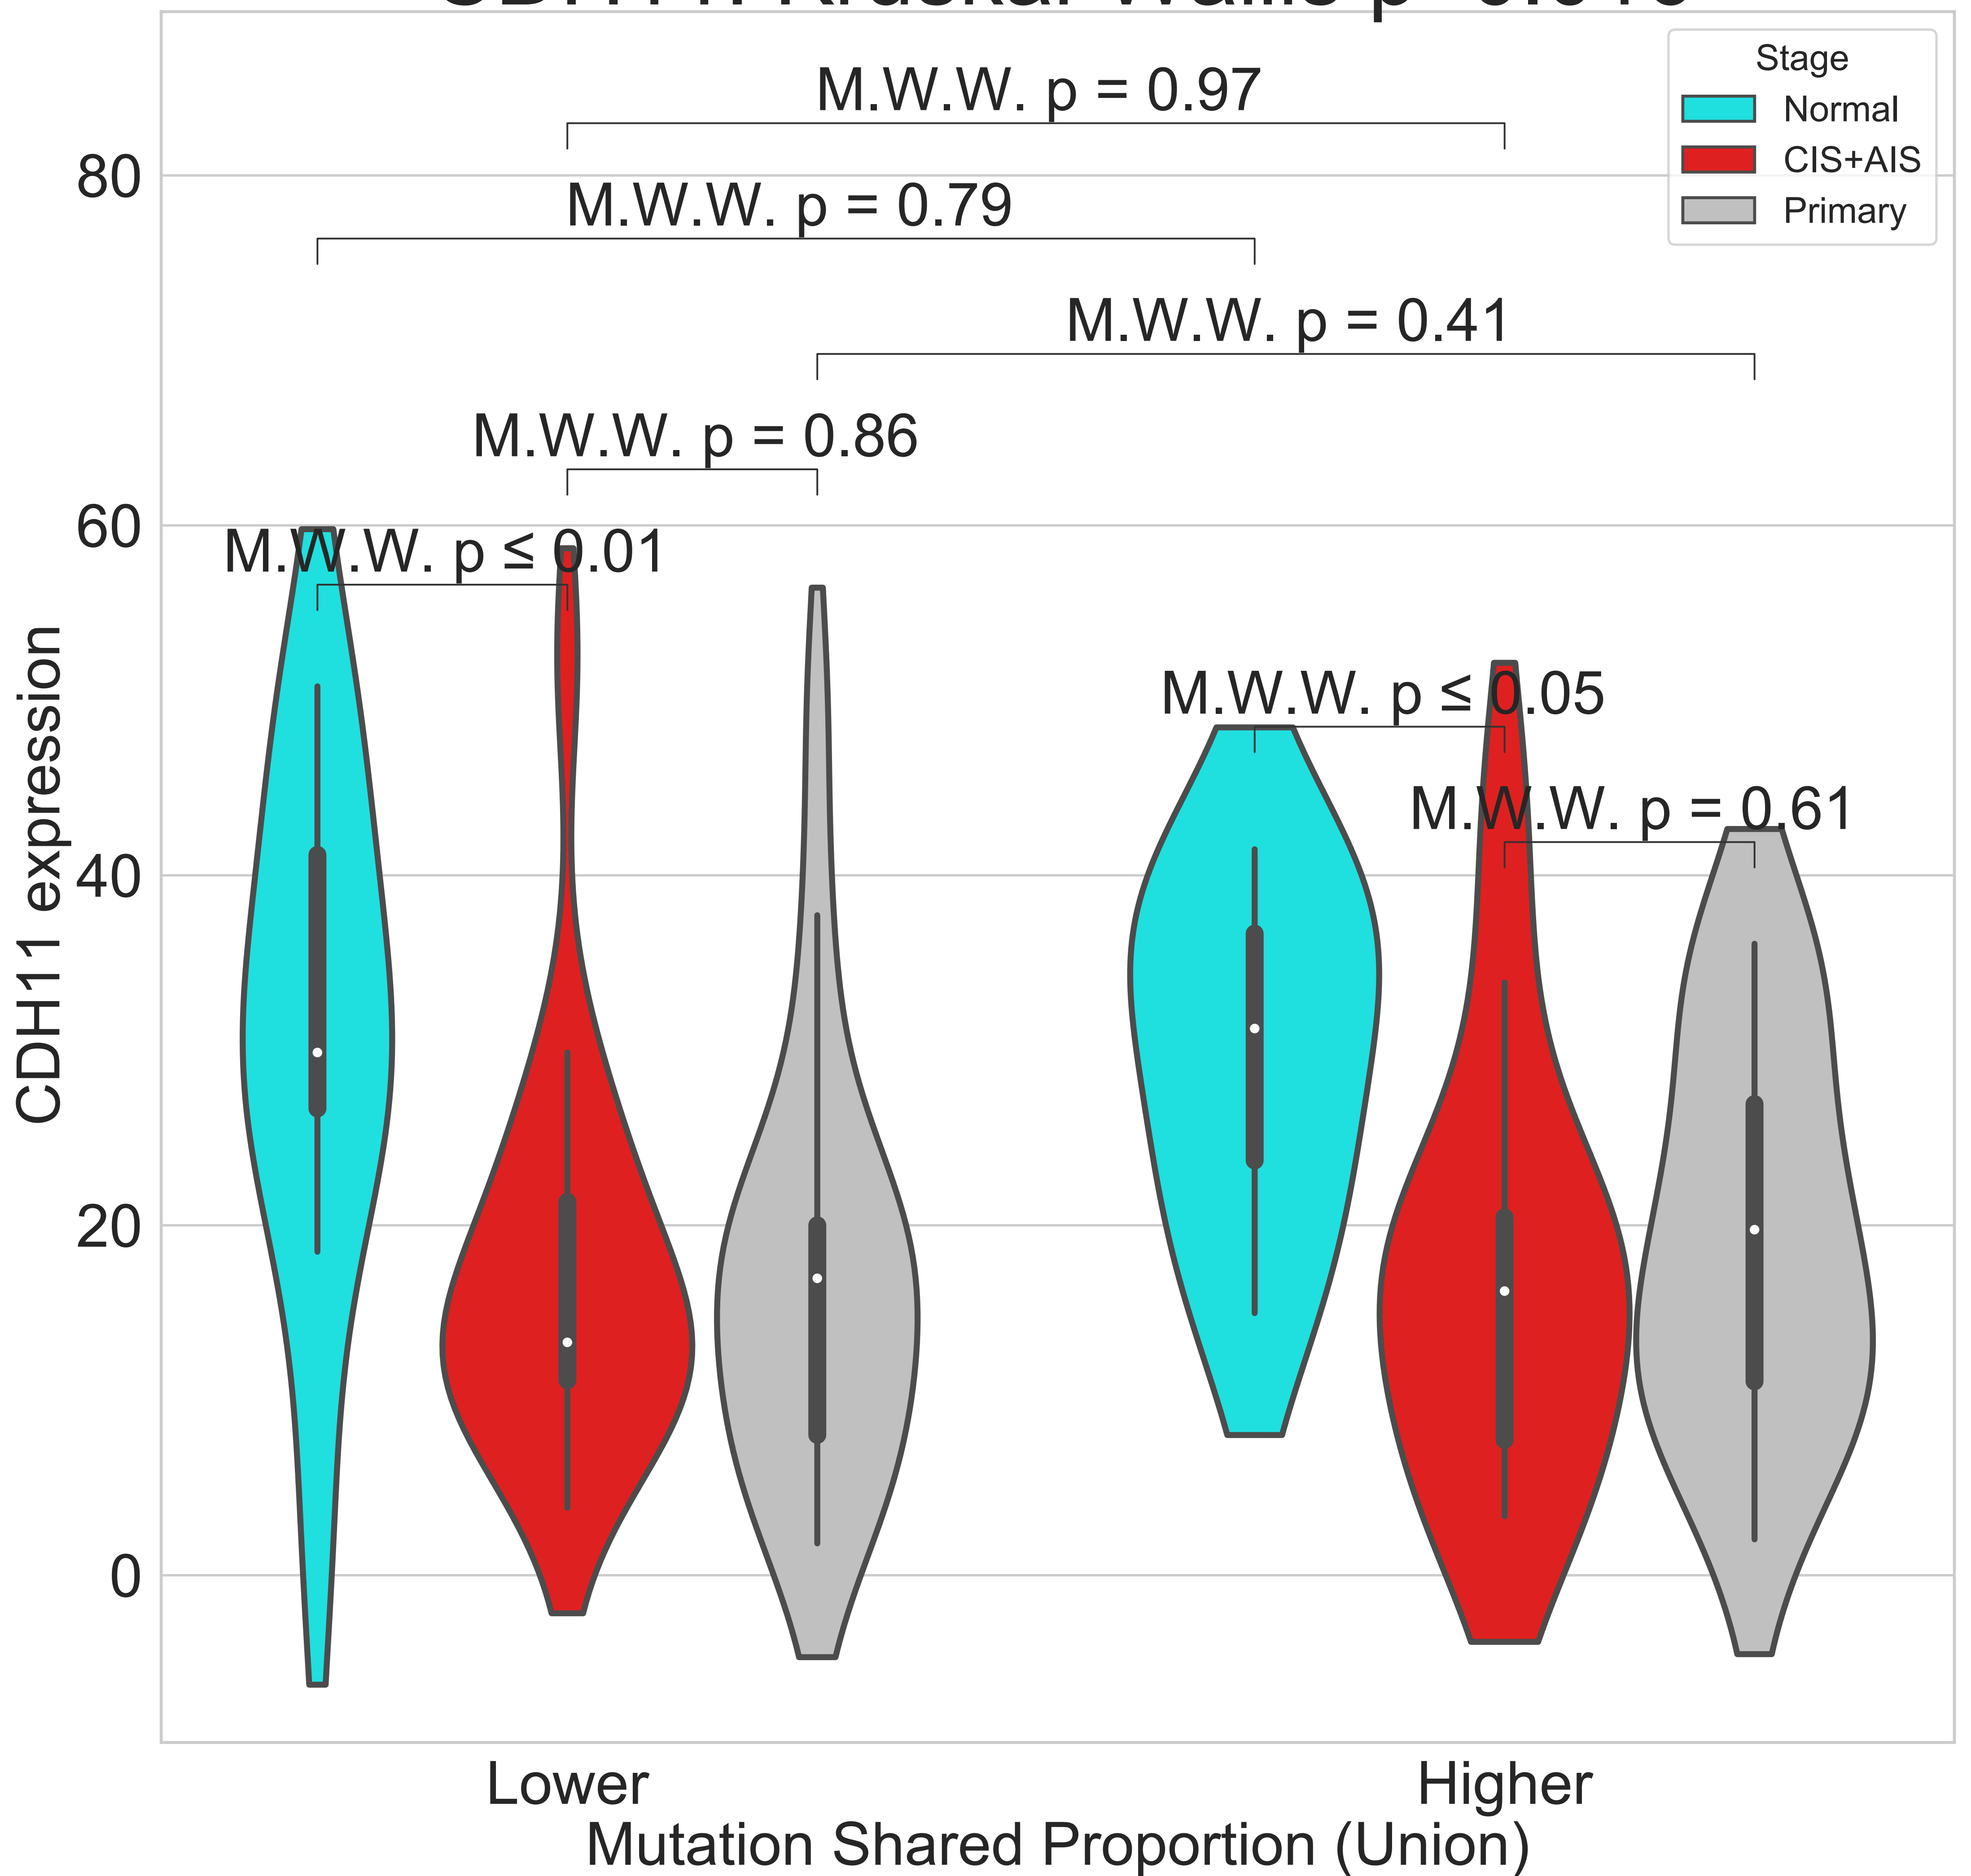 Stage
Normal
CIS+AIS
Primary
M.W.W. p = 0.97
M.W.W. p = 0.79
M.W.W. p = 0.41
M.W.W. p = 0.86
M.W.W. p ≤ 0.01
M.W.W. p ≤ 0.05
M.W.W. p = 0.61
80
60
40
20
0
CDH11 expression
Lower
Higher
Mutation Shared Proportion (Union)